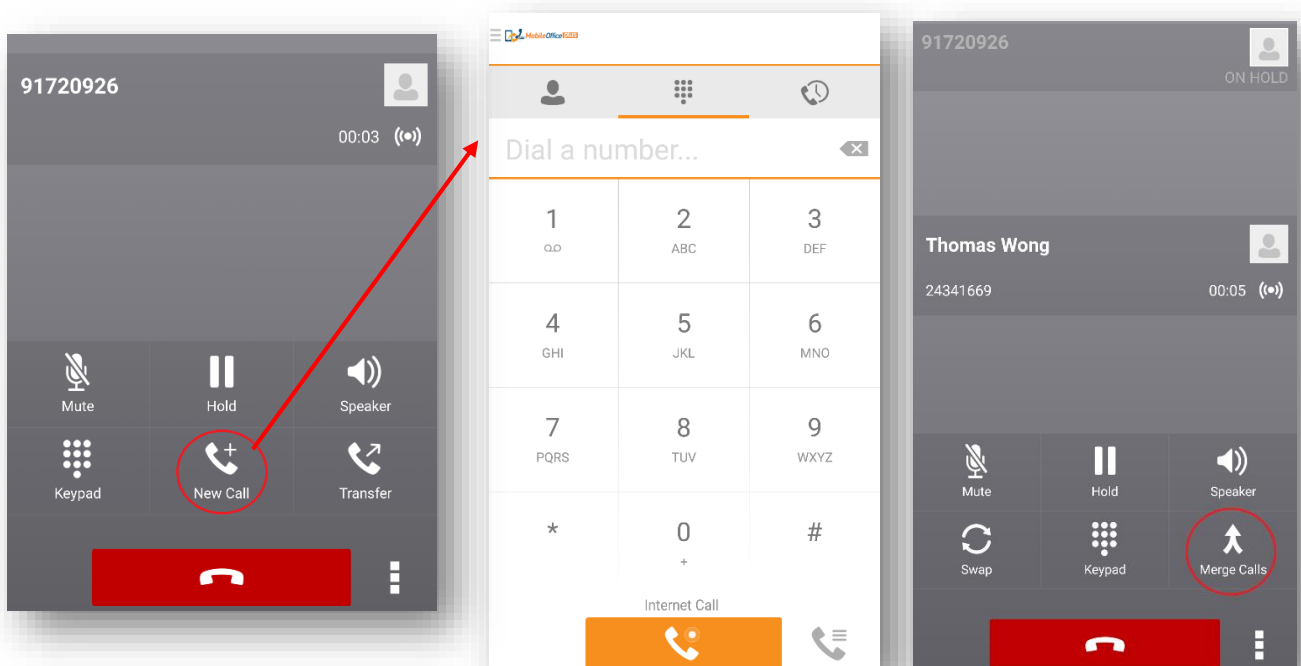 91720926
00:03
Mute Hold Speaker
Keypad New Call Transfer
MobileOffice
Dial a number...
1 2 3
ABC DEF
4 5 6
GHI JKL MNO
7 8 9
PQRS TUV WXYZ
* 0 #
+
Internet Call
91720926
ON HOLD
Thomas Wong
24341669 00:05
Mute Hold Speaker
Swap Keypad Merge Calls